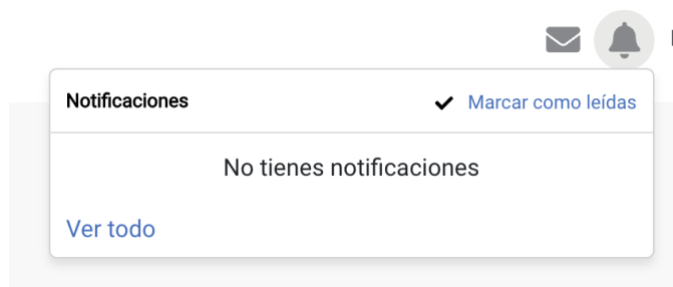 Notificaciones
Marcar como leídas
No tienes notificaciones
Ver todo